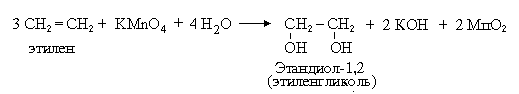 3 CH₂ = CH₂ + KMnO₄ + 4 H₂O ⟶ CH₂ – CH₂ + 2 KOH + 2 MnO₂
OH OH
этилен
Этандиол-1,2
(этиленгликоль)